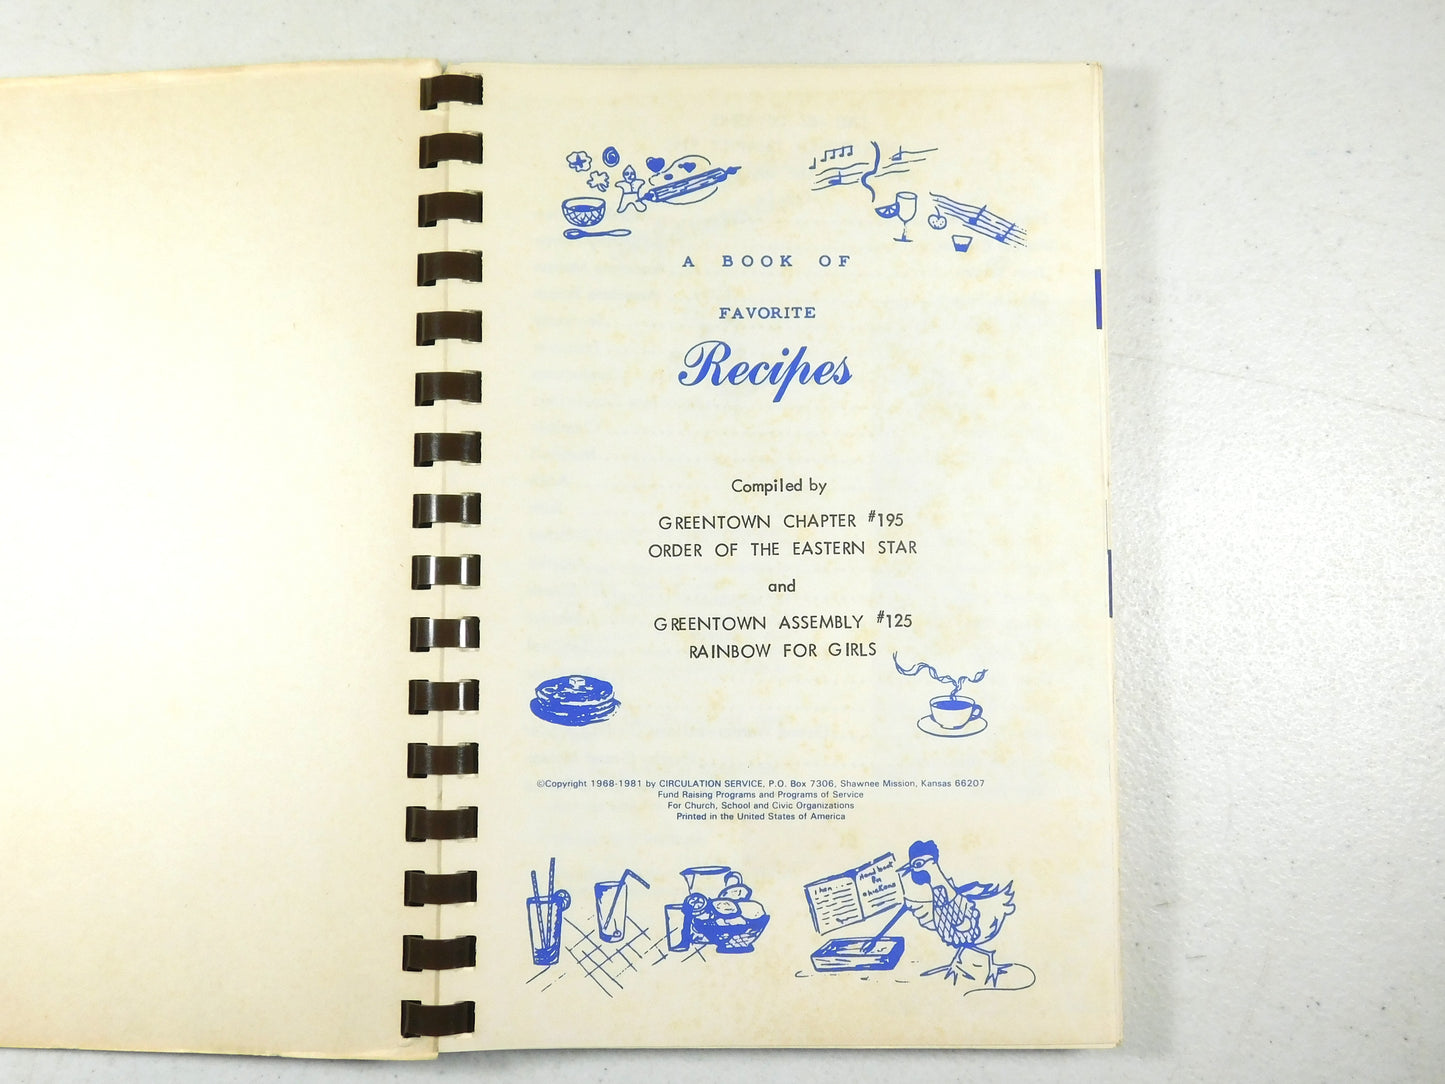 A BOOK OF
FAVORITE
Recipes
Compiled by
GREENTOWN CHAPTER #195
ORDER OF THE EASTERN STAR
and
GREENTOWN ASSEMBLY #125
RAINBOW FOR GIRLS
©Copyright 1968-1981 by CIRCULATION SERVICE, P.O. Box 7306, Shawnee Mission, Kansas 66207
Fund Raising Programs and Programs of Service
For Church, School and Civic Organizations
Printed in the United States of America